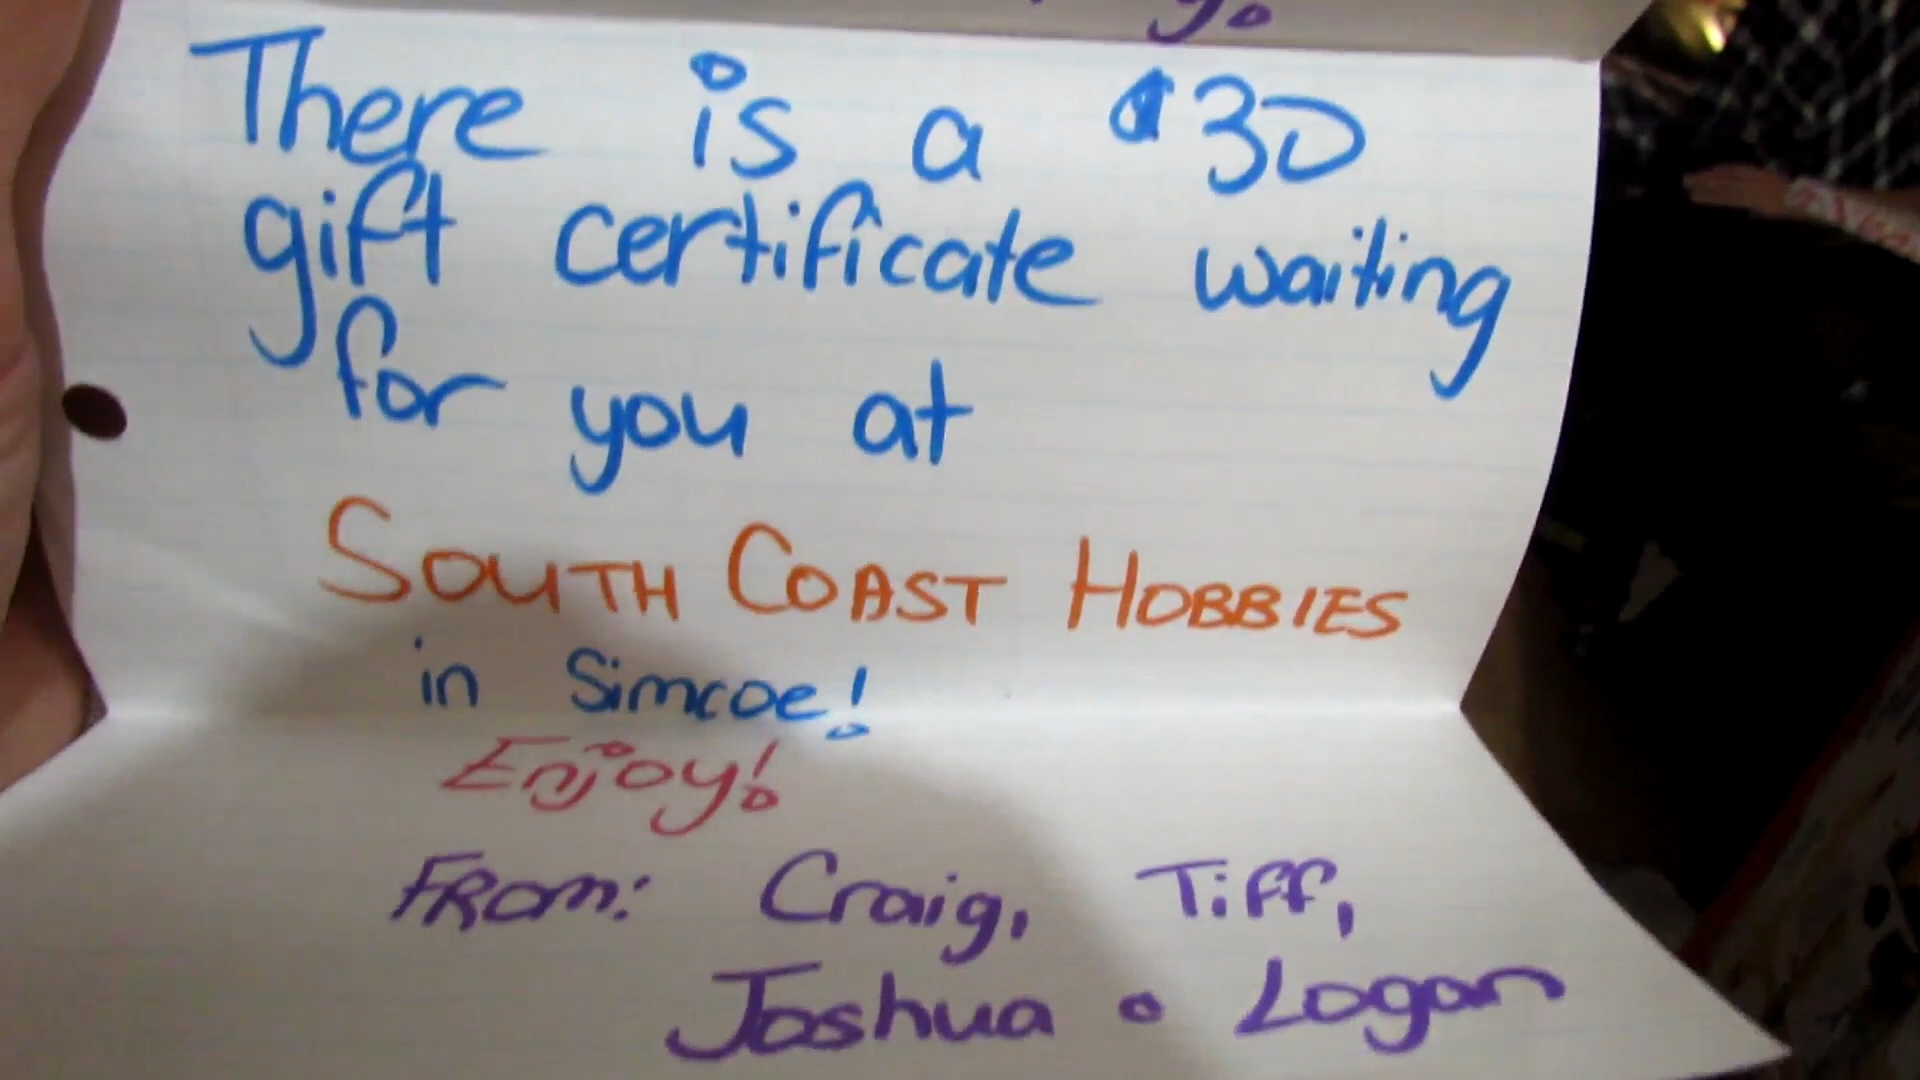 There is a $30
gift certificate waiting
for you at
SOUTH COAST HOBBIES
in Simcoe!
Enjoy!
FROM: Craig, Tiff,
Joshua • Logan